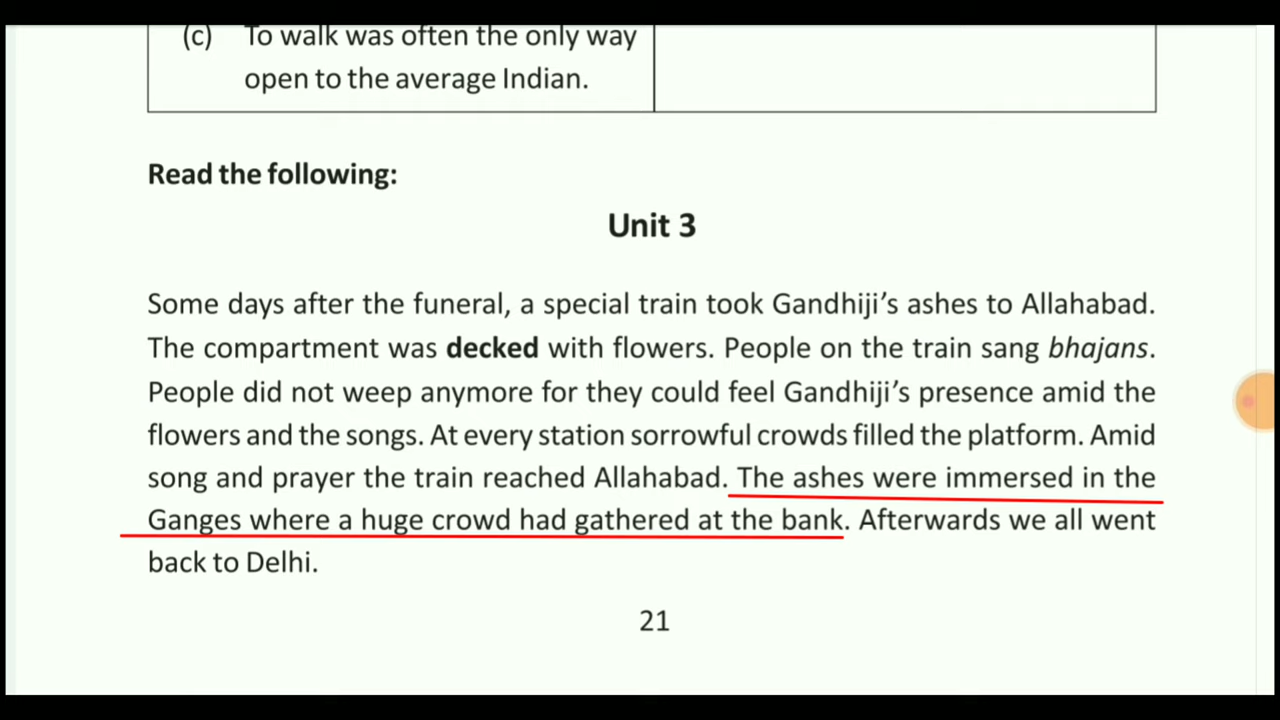 (c) To walk was often the only way
open to the average Indian.
Read the following:
Unit 3
Some days after the funeral, a special train took Gandhiji’s ashes to Allahabad.
The compartment was decked with flowers. People on the train sang bhajans.
People did not weep anymore for they could feel Gandhiji’s presence amid the
flowers and the songs. At every station sorrowful crowds filled the platform. Amid
song and prayer the train reached Allahabad. The ashes were immersed in the
Ganges where a huge crowd had gathered at the bank. Afterwards we all went
back to Delhi.
21